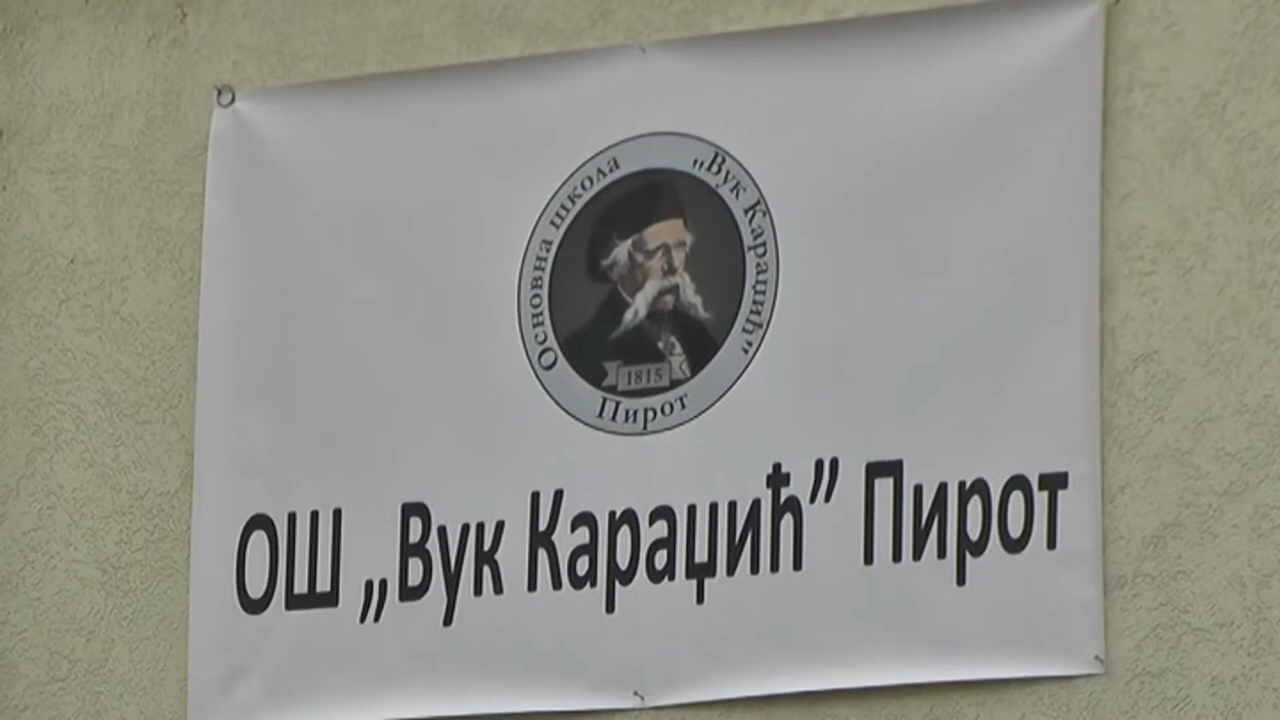 Основна школа
„Вук Караџић“
1815
Пирот
ОШ „Вук Караџић” Пирот